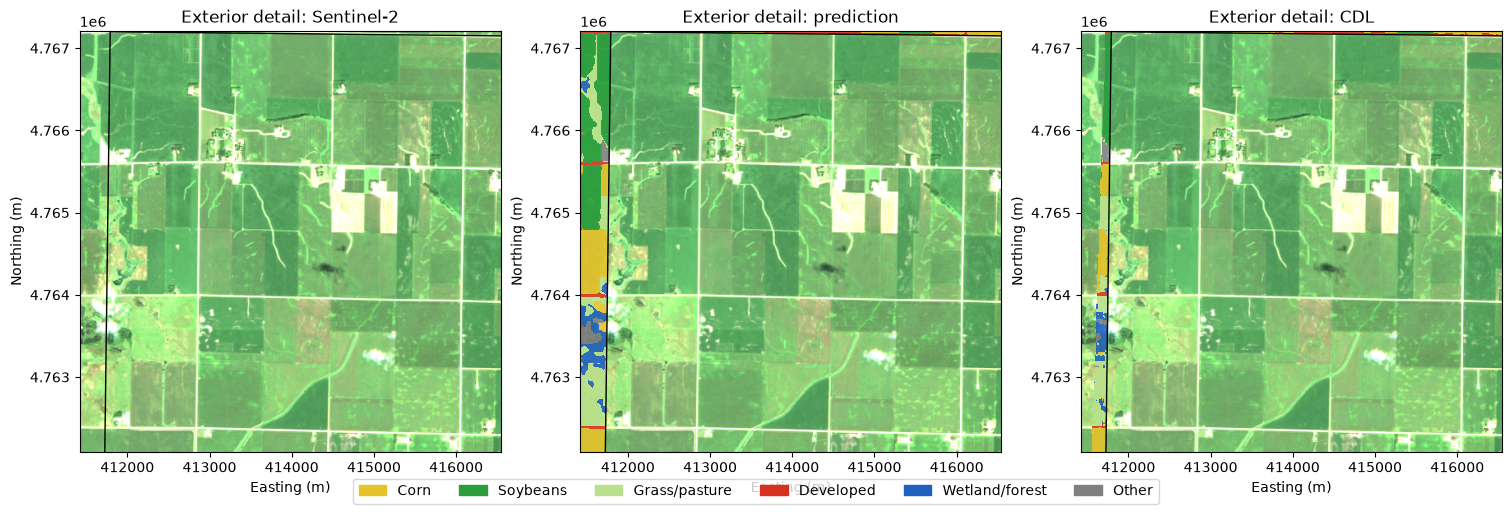 Exterior detail: Sentinel-2
1e6
4.767
4.766
4.765
4.764
4.763
Northing (m)
412000 413000 414000 415000 416000
Easting (m)
Exterior detail: prediction
1e6
4.767
4.766
4.765
4.764
4.763
Northing (m)
412000 413000 414000 415000 416000
Easting (m)
Exterior detail: CDL
1e6
4.767
4.766
4.765
4.764
4.763
Northing (m)
412000 413000 414000 415000 416000
Easting (m)
Corn Soybeans Grass/pasture Developed Wetland/forest Other